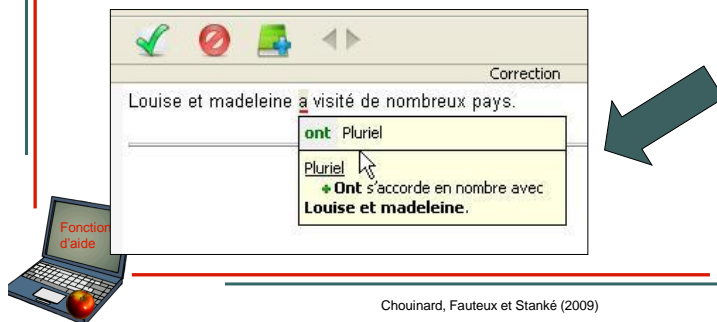 Correction
Louise et madeleine a visité de nombreux pays.
ont Pluriel
Pluriel
Ont s'accorde en nombre avec
Louise et madeleine.
Fonction
d'aide
Chouinard, Fauteux et Stanké (2009)